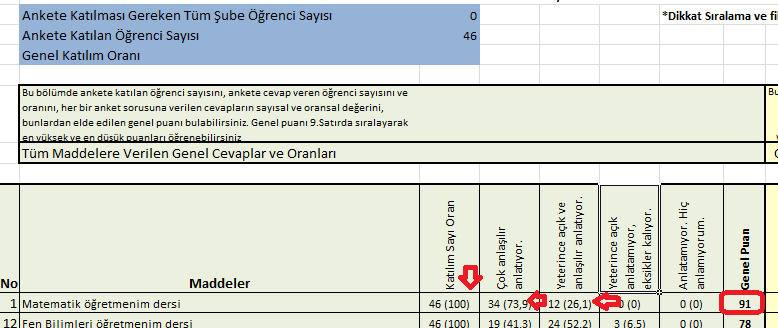 Ankete Katılması Gereken Tüm Şube Öğrenci Sayısı 0
*Dikkat Sıralama ve fi
Ankete Katılan Öğrenci Sayısı 46
Genel Katılım Oranı
Bu bölümde ankete katılan öğrenci sayısını, ankete cevap veren öğrenci sayısını ve
oranını, her bir anket sorusuna verilen cevapların sayısal ve oransal değerini,
bunlardan elde edilen genel puanı bulabilirsiniz. Genel puanı 9.Satırda sıralayarak
en yüksek ve en düşük puanları öğrenebilirsiniz
Bu
Tüm Maddelere Verilen Genel Cevaplar ve Oranları
No
Maddeler
Katılım Sayı Oran
Çok anlaşılır
anlatıyor.
Yeterince açık ve
anlaşılır anlatıyor.
Yeterince açık
anlatamıyor,
eksikler kalıyor.
Anlatamıyor. Hiç
anlamıyorum.
Genel Puan
1 Matematik öğretmenim dersi 46 (100) 34 (73,9) 12 (26,1) 0 (0) 0 (0) 91
12 Fen Bilimleri öğretmenim dersi 46 (100) 19 (41,3) 24 (52,2) 3 (6,5) 0 (0) 78